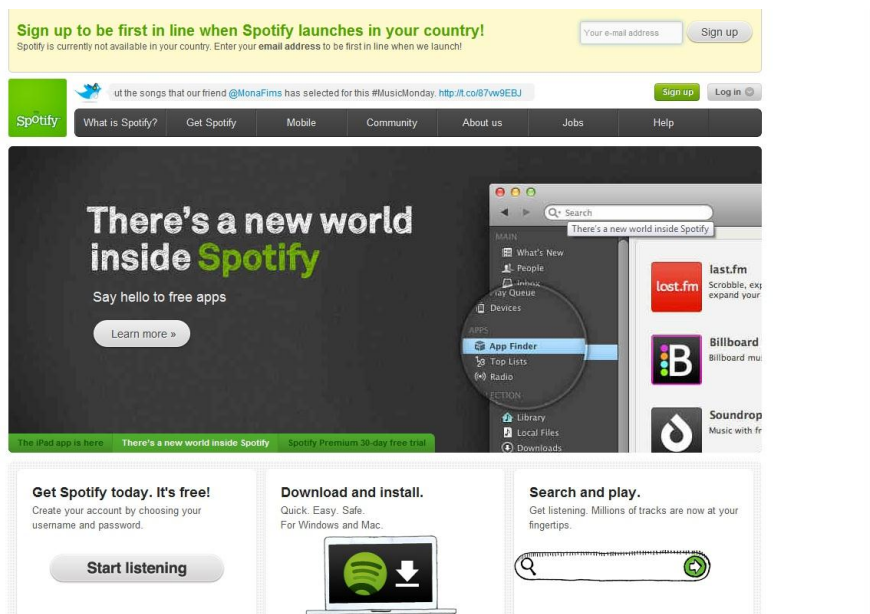 Sign up to be first in line when Spotify launches in your country!
Spotify is currently not available in your country. Enter your email address to be first in line when we launch!
Your e-mail address
Sign up
ut the songs that our friend @MonaFims has selected for this #MusicMonday. http://t.co/87vw9EBJ
Sign up
Log in
Spotify
What is Spotify?
Get Spotify
Mobile
Community
About us
Jobs
Help
There's a new world
inside Spotify
Say hello to free apps
Learn more »
Search
There's a new world inside Spotify
MAIN
What's New
People
Inbox
Play Queue
Devices
APPS
App Finder
Top Lists
Radio
ECTION
Library
Local Files
Downloads
last.fm
last.fm
Scrobble, exp
expand your
B
Billboard
Billboard mu
Soundrop
Music with fr
The iPad app is here
There's a new world inside Spotify
Spotify Premium 30-day free trial
Get Spotify today. It's free!
Create your account by choosing your
username and password.
Start listening
Download and install.
Quick. Easy. Safe.
For Windows and Mac.
Search and play.
Get listening. Millions of tracks are now at your
fingertips.